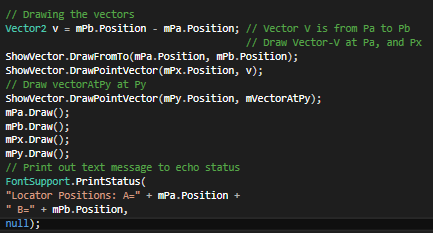 // Drawing the vectors
Vector2 v = mPb.Position - mPa.Position; // Vector V is from Pa to Pb
// Draw Vector-V at Pa, and Px
ShowVector.DrawFromTo(mPa.Position, mPb.Position);
ShowVector.DrawPointVector(mPx.Position, v);
// Draw vectorAtPy at Py
ShowVector.DrawPointVector(mPy.Position, mVectorAtPy);
mPa.Draw();
mPb.Draw();
mPx.Draw();
mPy.Draw();
// Print out text message to echo status
FontSupport.PrintStatus(
"Locator Positions: A=" + mPa.Position +
" B=" + mPb.Position,
null);